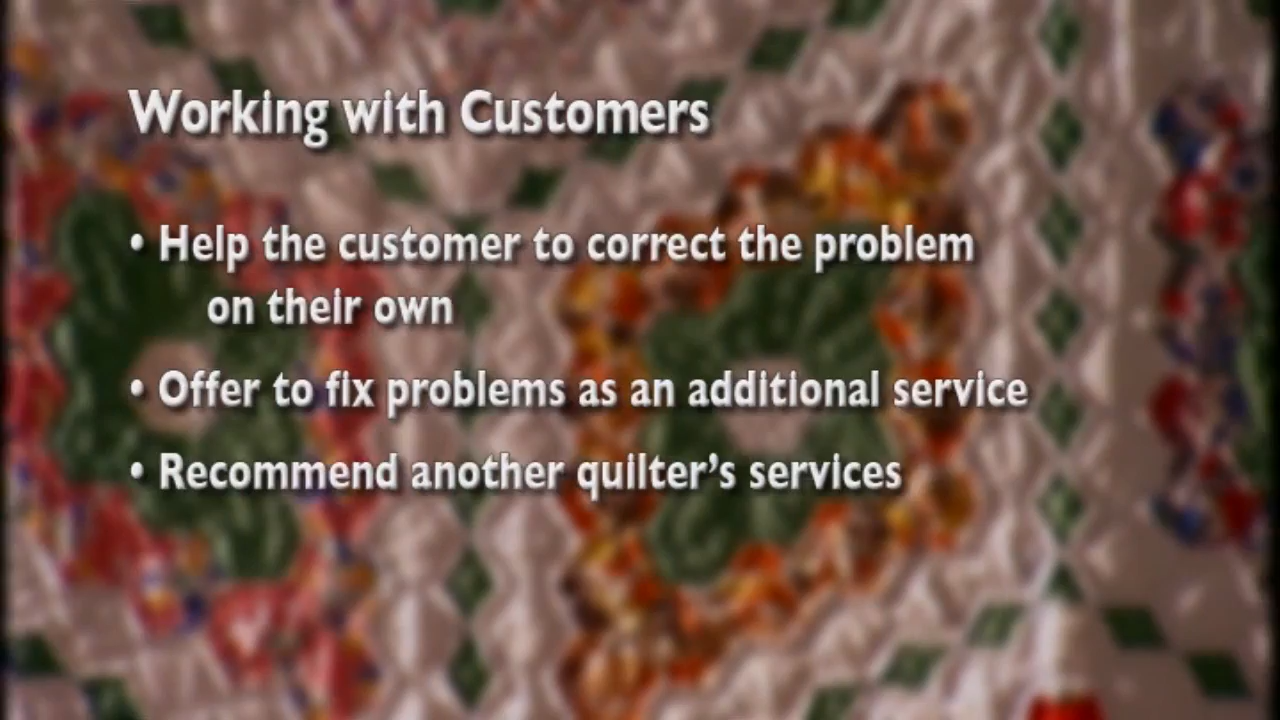 Working with Customers
• Help the customer to correct the problem
on their own
• Offer to fix problems as an additional service
• Recommend another quilter’s services